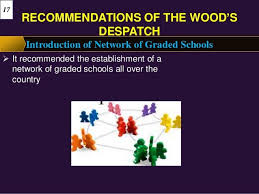 17
RECOMMENDATIONS OF THE WOOD'S
DESPATCH
Introduction of Network of Graded Schools
➢ It recommended the establishment of a
network of graded schools all over the
country